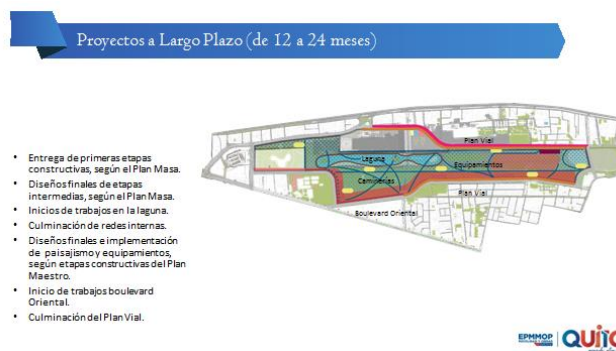 Proyectos a Largo Plazo (de 12 a 24 meses)
• Entrega de primeras etapas
constructivas, según el Plan Masa.
• Diseños finales de etapas
intermedias, según el Plan Masa.
• Inicios de trabajos en la laguna.
• Culminación de redes internas.
• Diseños finales e implementación
de paisajismo y equipamientos,
según etapas constructivas del Plan
Maestro.
• Inicio de trabajos boulevard
Oriental.
• Culminación del Plan Vial.
Plan Vial
Laguna
Equipamientos
Caminerías
Plan Vial
Boulevard Oriental
EPMMOP
QUITO